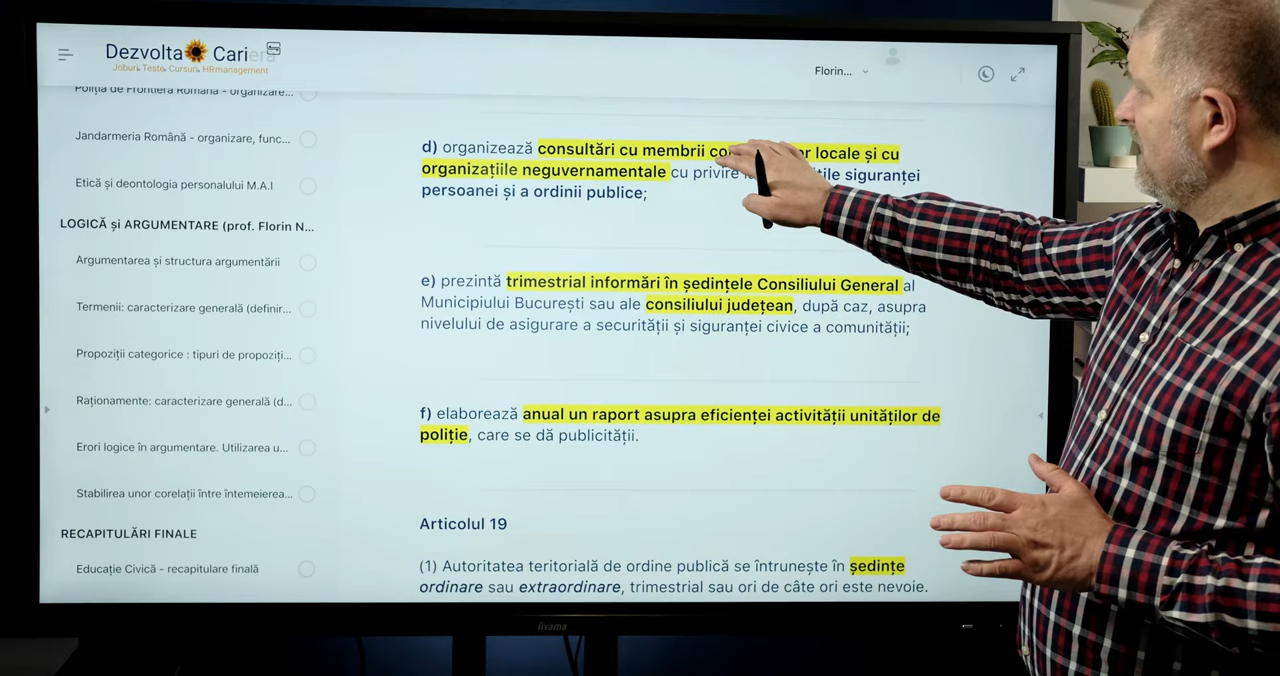 Dezvolta Cariera
Joburi. Teste. Cursuri. HRmanagement
Florin...
Poliția de Frontieră Română - organizare...
Jandarmeria Română - organizare, func...
Etică și deontologia personalului M.A.I
LOGICĂ și ARGUMENTARE (prof. Florin N...
Argumentarea și structura argumentării
Termenii: caracterizare generală (definir...
Propoziții categorice : tipuri de propoziți...
Raționamente: caracterizare generală (d...
Erori logice în argumentare. Utilizarea u...
Stabilirea unor corelații între întemeierea...
RECAPITULĂRI FINALE
Educație Civică - recapitulare finală
d) organizează consultări cu membrii locale și cu
organizațiile neguvernamentale cu privire siguranței
persoanei și a ordinii publice;
e) prezintă trimestrial informări în ședințele Consiliului General al
Municipiului București sau ale consiliului județean, după caz, asupra
nivelului de asigurare a securității și siguranței civice a comunității;
f) elaborează anual un raport asupra eficienței activității unităților de
poliție, care se dă publicității.
Articolul 19
(1) Autoritatea teritorială de ordine publică se întrunește în ședințe
ordinare sau extraordinare, trimestrial sau ori de câte ori este nevoie.
iiyama